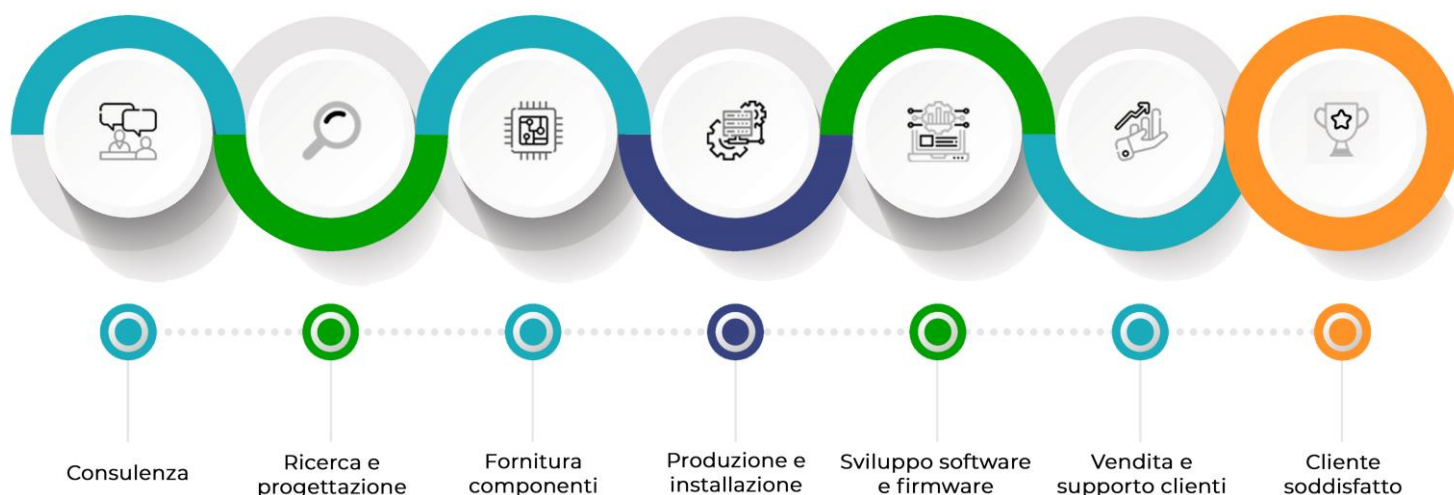 Consulenza
Ricerca e
progettazione
Fornitura
componenti
Produzione e
installazione
Sviluppo software
e firmware
Vendita e
supporto clienti
Cliente
soddisfatto